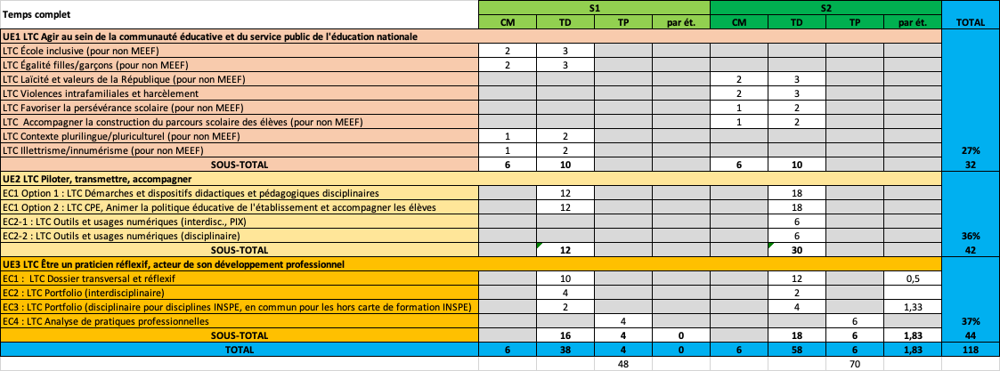 Temps complet S1 S2 TOTAL
CM TD TP par ét. CM TD TP par ét.
UE1 LTC Agir au sein de la communauté éducative et du service public de l'éducation nationale
LTC École inclusive (pour non MEEF) 2 3
LTC Égalité filles/garçons (pour non MEEF) 2 3
LTC Laïcité et valeurs de la République (pour non MEEF) 2 3
LTC Violences intrafamiliales et harcèlement 2 3
LTC Favoriser la persévérance scolaire (pour non MEEF) 1 2
LTC Accompagner la construction du parcours scolaire des élèves (pour non MEEF) 1 2
LTC Contexte plurilingue/pluriculturel (pour non MEEF) 1 2
LTC Illettrisme/innumérisme (pour non MEEF) 1 2 27%
SOUS-TOTAL 6 10 6 10 32
UE2 LTC Piloter, transmettre, accompagner
EC1 Option 1 : LTC Démarches et dispositifs didactiques et pédagogiques disciplinaires 12 18
EC1 Option 2 : LTC CPE, Animer la politique éducative de l'établissement et accompagner les élèves 12 18
EC2-1 : LTC Outils et usages numériques (interdisc., PIX) 6
EC2-2 : LTC Outils et usages numériques (disciplinaire) 6 36%
SOUS-TOTAL 12 30 42
UE3 LTC Être un praticien réflexif, acteur de son développement professionnel
EC1 : LTC Dossier transversal et réflexif 10 12 0,5
EC2 : LTC Portfolio (interdisciplinaire) 4 2
EC3 : LTC Portfolio (disciplinaire pour disciplines INSPE, en commun pour les hors carte de formation INSPE) 2 4 1,33
EC4 : LTC Analyse de pratiques professionnelles 4 6 37%
SOUS-TOTAL 16 4 0 18 6 1,83 44
TOTAL 6 38 4 0 6 58 6 1,83 118
48 70